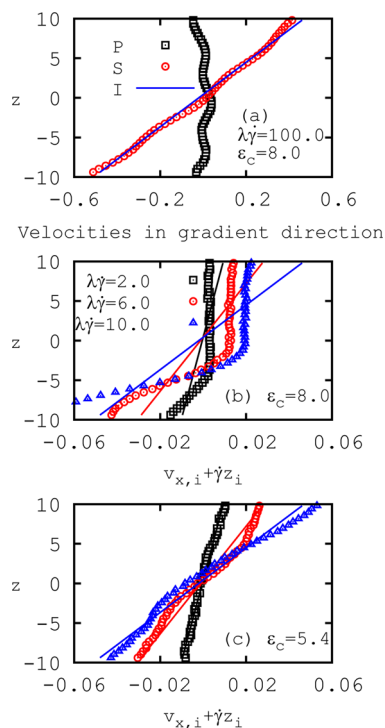 10
P
5
S
z
I
0
(a)
-5
λγ̇=100.0
ε_c=8.0
-10
-0.6 -0.2 0.2 0.6
Velocities in gradient direction
10
λγ̇=2.0
5
λγ̇=6.0
λγ̇=10.0
z
0
-5
(b) ε_c=8.0
-10
-0.06 -0.02 0.02 0.06
v_{x,i}+γ̇z_i
10
5
z
0
-5
(c) ε_c=5.4
-10
-0.06 -0.02 0.02 0.06
v_{x,i}+γ̇z_i